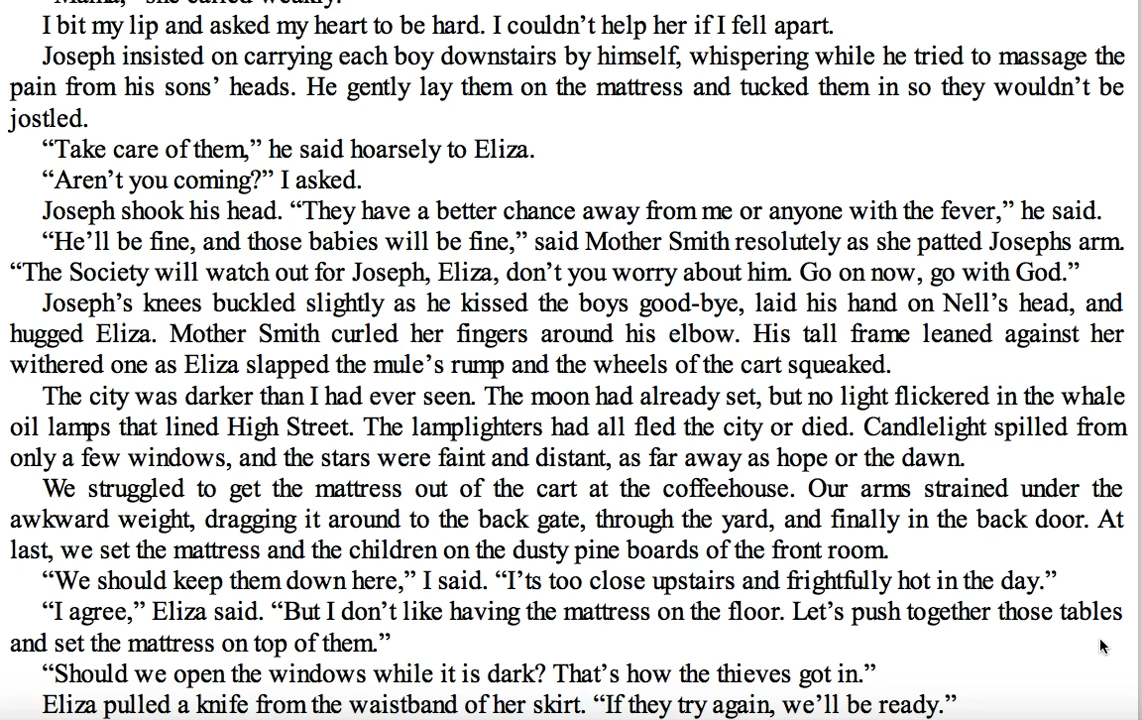 "Mama," she called weakly.
I bit my lip and asked my heart to be hard. I couldn't help her if I fell apart.
Joseph insisted on carrying each boy downstairs by himself, whispering while he tried to massage the
pain from his sons' heads. He gently lay them on the mattress and tucked them in so they wouldn't be
jostled.
“Take care of them,” he said hoarsely to Eliza.
“Aren’t you coming?” I asked.
Joseph shook his head. “They have a better chance away from me or anyone with the fever,” he said.
“He’ll be fine, and those babies will be fine,” said Mother Smith resolutely as she patted Josephs arm.
“The Society will watch out for Joseph, Eliza, don’t you worry about him. Go on now, go with God.”
Joseph’s knees buckled slightly as he kissed the boys good-bye, laid his hand on Nell’s head, and
hugged Eliza. Mother Smith curled her fingers around his elbow. His tall frame leaned against her
withered one as Eliza slapped the mule’s rump and the wheels of the cart squeaked.
The city was darker than I had ever seen. The moon had already set, but no light flickered in the whale
oil lamps that lined High Street. The lamplighters had all fled the city or died. Candlelight spilled from
only a few windows, and the stars were faint and distant, as far away as hope or the dawn.
We struggled to get the mattress out of the cart at the coffeehouse. Our arms strained under the
awkward weight, dragging it around to the back gate, through the yard, and finally in the back door. At
last, we set the mattress and the children on the dusty pine boards of the front room.
“We should keep them down here,” I said. “I’ts too close upstairs and frightfully hot in the day.”
“I agree,” Eliza said. “But I don’t like having the mattress on the floor. Let’s push together those tables
and set the mattress on top of them.”
“Should we open the windows while it is dark? That’s how the thieves got in.”
Eliza pulled a knife from the waistband of her skirt. “If they try again, we’ll be ready.”